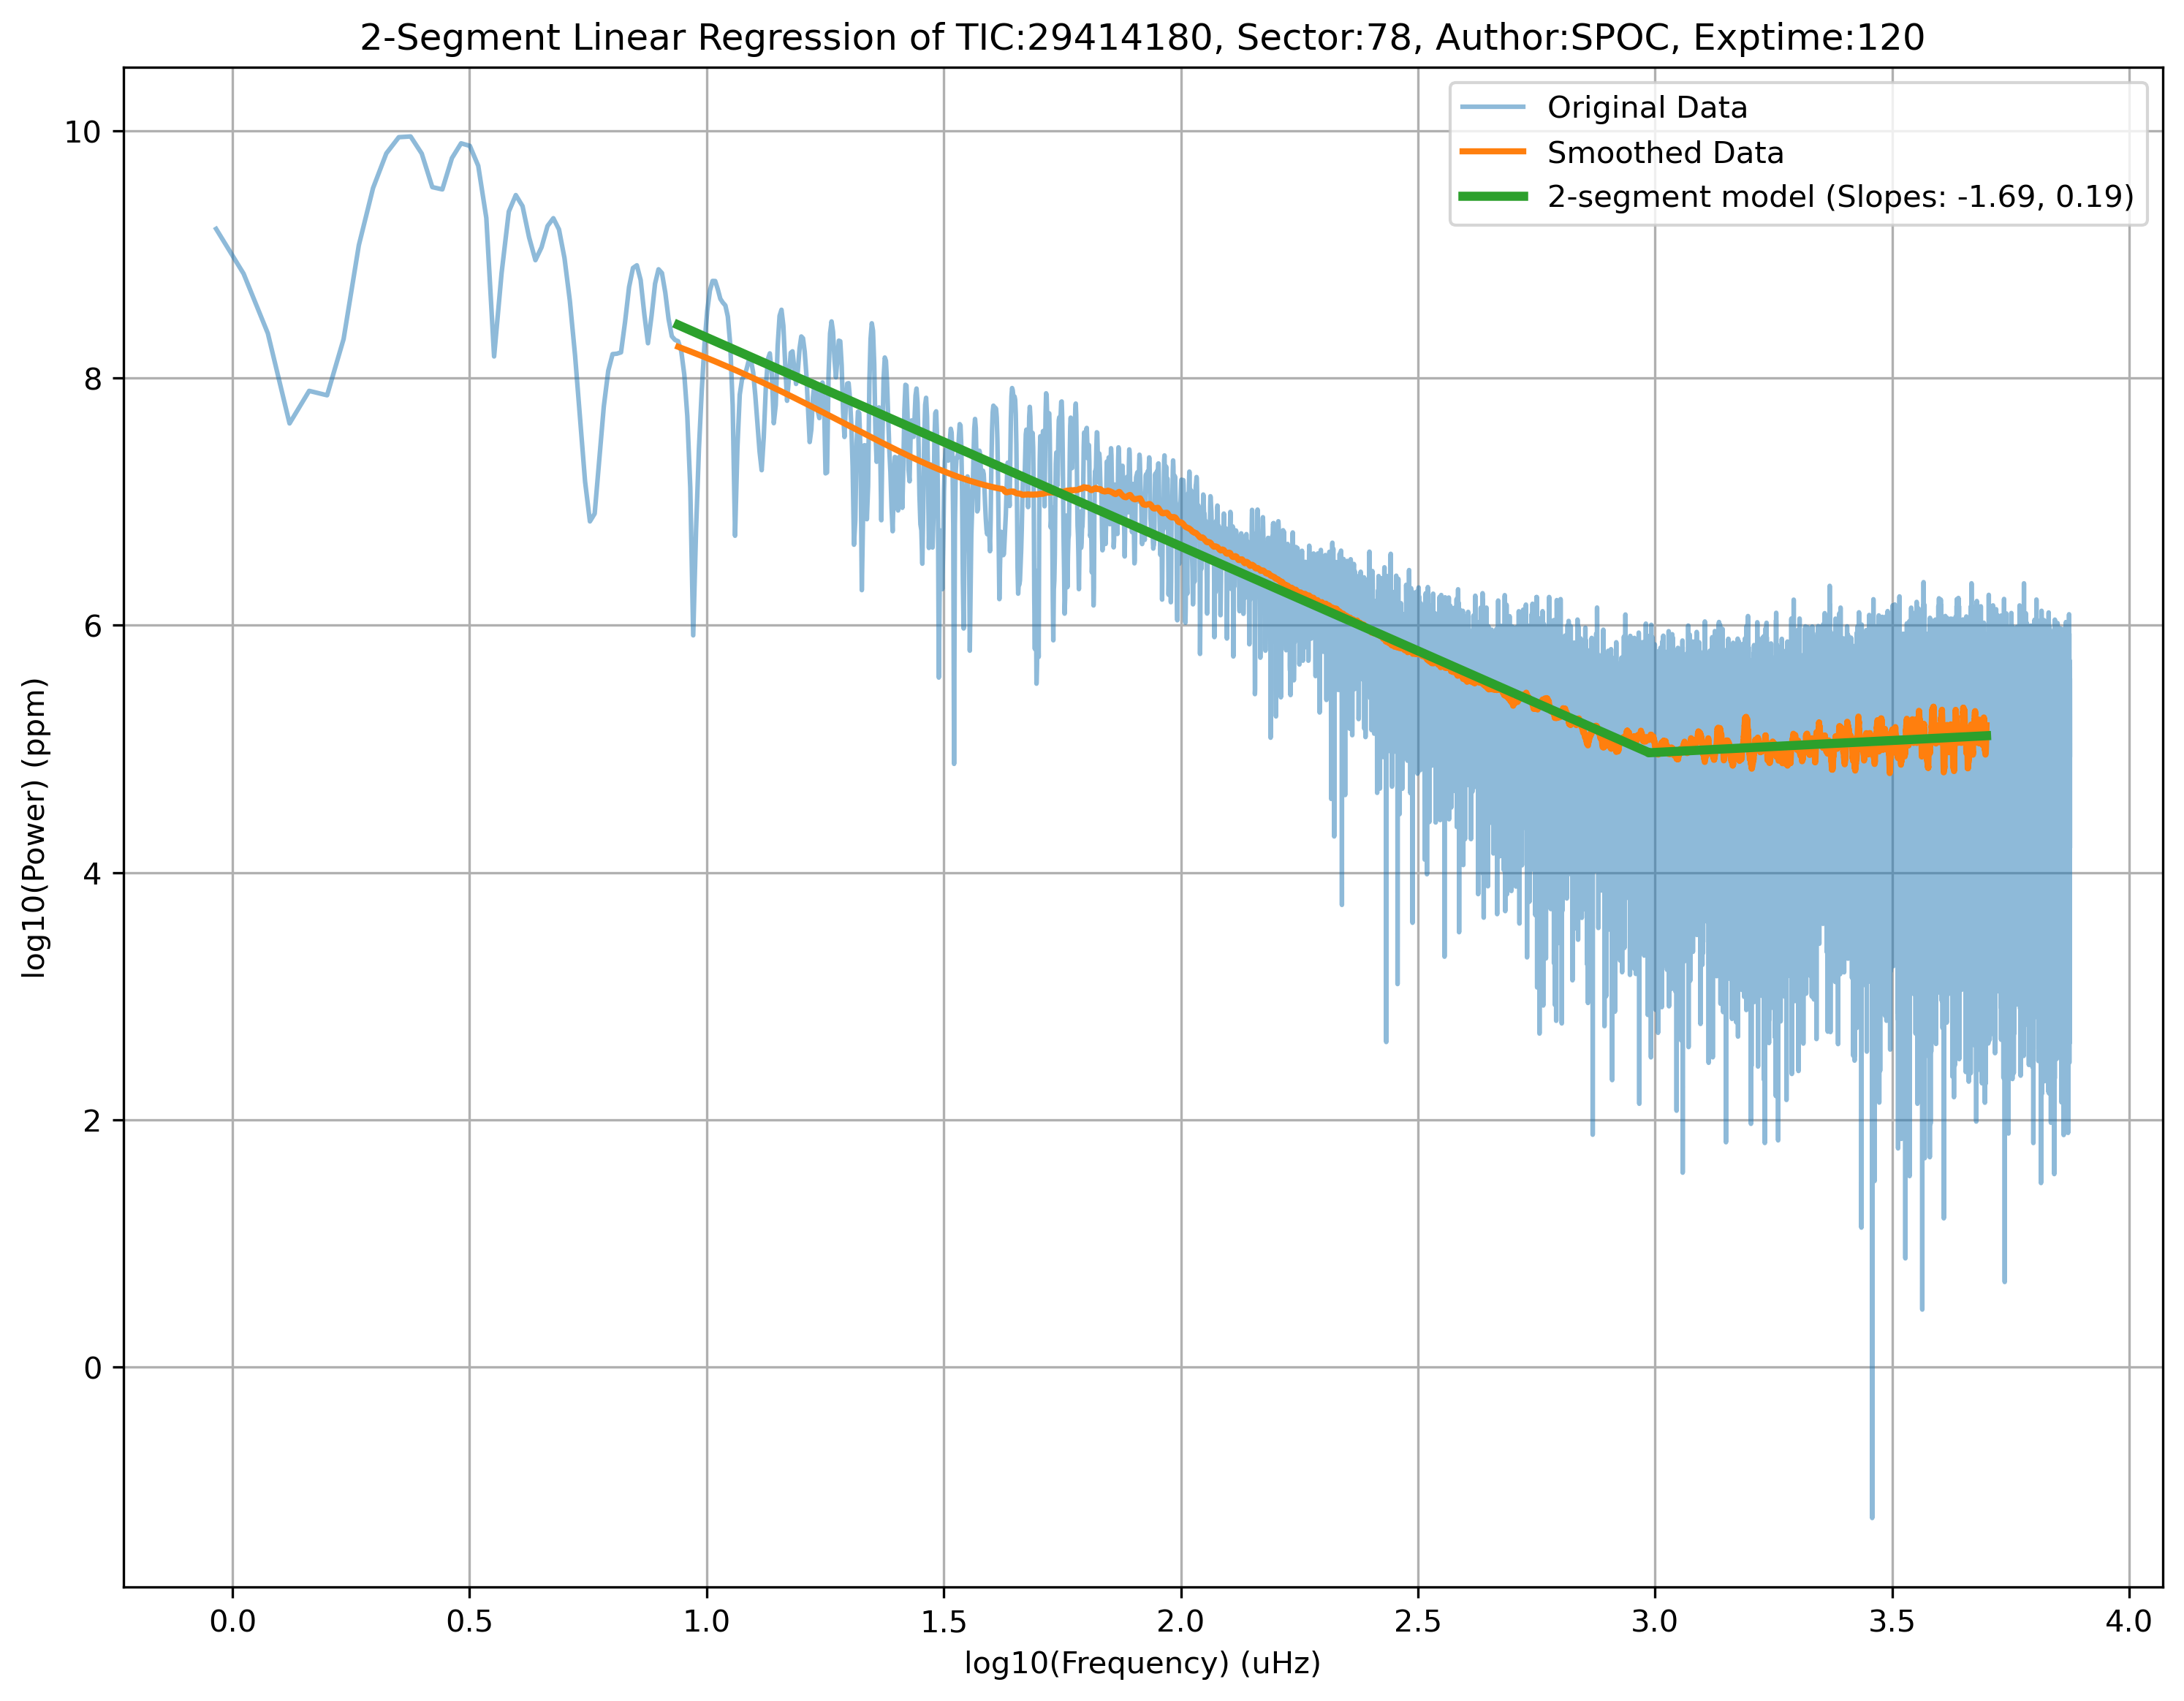 2-Segment Linear Regression of TIC:29414180, Sector:78, Author:SPOC, Exptime:120
Original Data
Smoothed Data
2-segment model (Slopes: -1.69, 0.19)
log10(Power) (ppm)
10
8
6
4
2
0
0.0 0.5 1.0 1.5 2.0 2.5 3.0 3.5 4.0
log10(Frequency) (uHz)